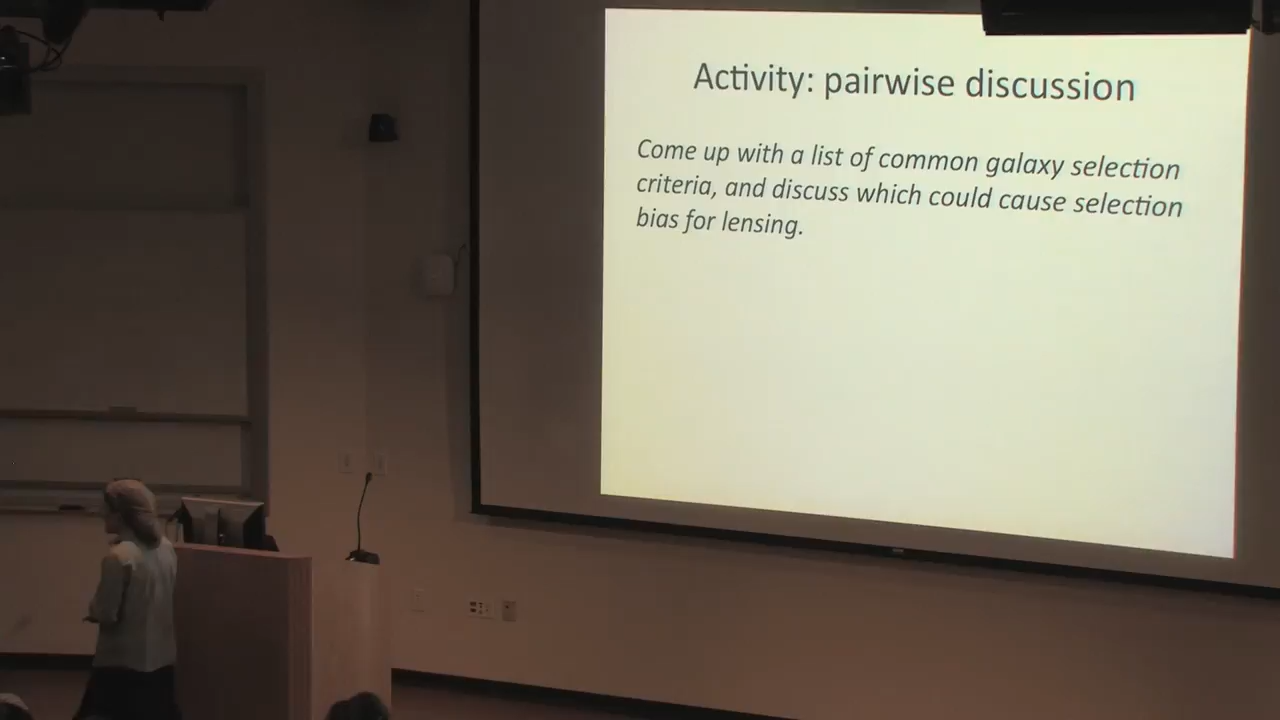 Activity: pairwise discussion
Come up with a list of common galaxy selection
criteria, and discuss which could cause selection
bias for lensing.